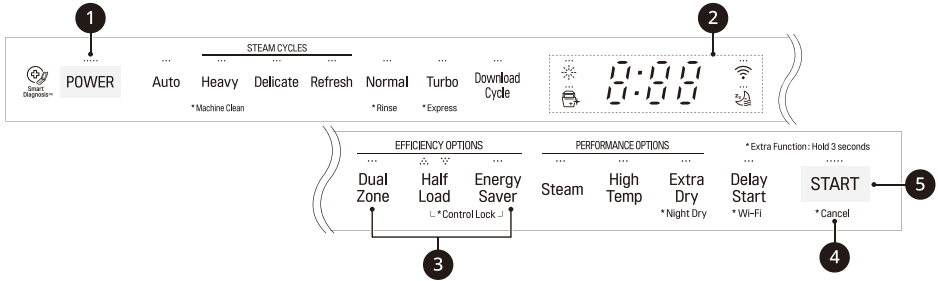 1
2
STEAM CYCLES
Smart
Diagnosis™
POWER
Auto
Heavy
Delicate
Refresh
Normal
Turbo
Download
Cycle
8:88
* Machine Clean
* Rinse
* Express
EFFICIENCY OPTIONS
PERFORMANCE OPTIONS
* Extra Function : Hold 3 seconds
Dual
Zone
Half
Load
Energy
Saver
Steam
High
Temp
Extra
Dry
Delay
Start
START
5
* Control Lock
* Night Dry
* Wi-Fi
* Cancel
3
4